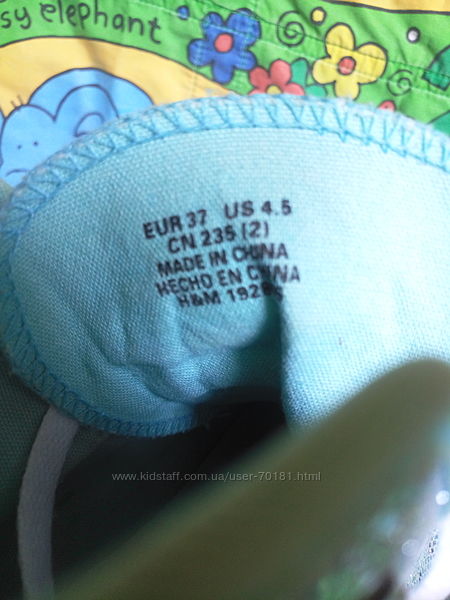 sy elephant
EUR 37 US 4.5
CN 235 (2)
MADE IN CHINA
HECHO EN CHINA
H&M
www.kidstaff.com.ua/user-70181.html